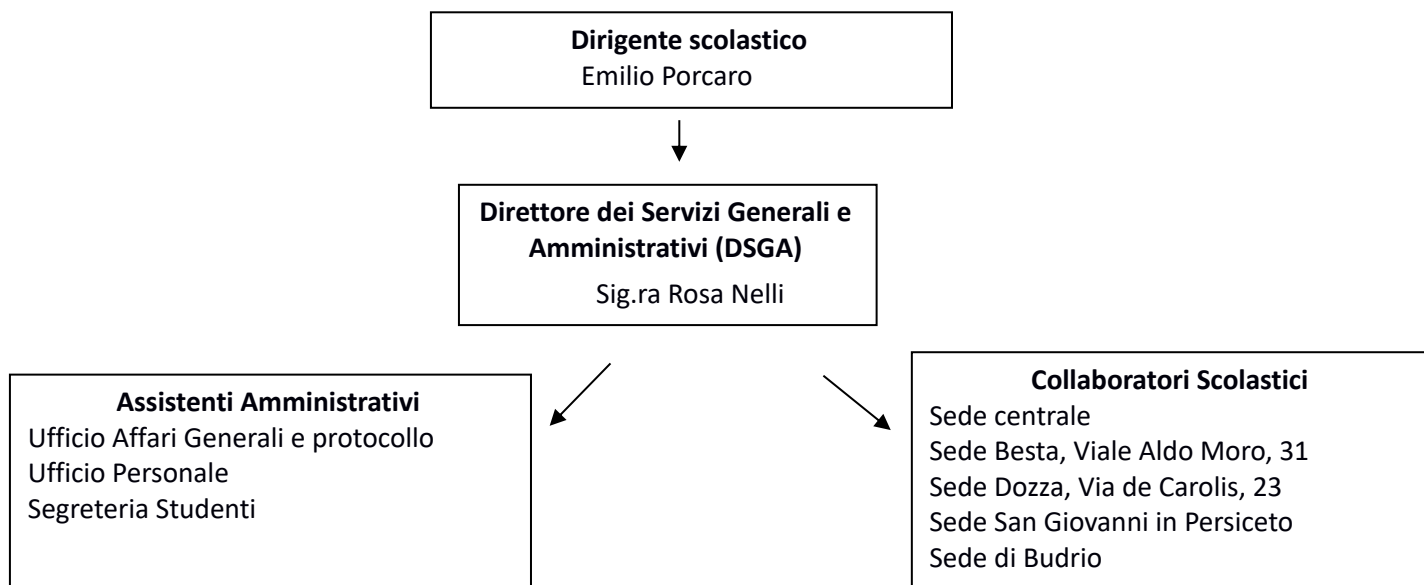 Dirigente scolastico
Emilio Porcaro
Direttore dei Servizi Generali e
Amministrativi (DSGA)
Sig.ra Rosa Nelli
Assistenti Amministrativi
Ufficio Affari Generali e protocollo
Ufficio Personale
Segreteria Studenti
Collaboratori Scolastici
Sede centrale
Sede Besta, Viale Aldo Moro, 31
Sede Dozza, Via de Carolis, 23
Sede San Giovanni in Persiceto
Sede di Budrio